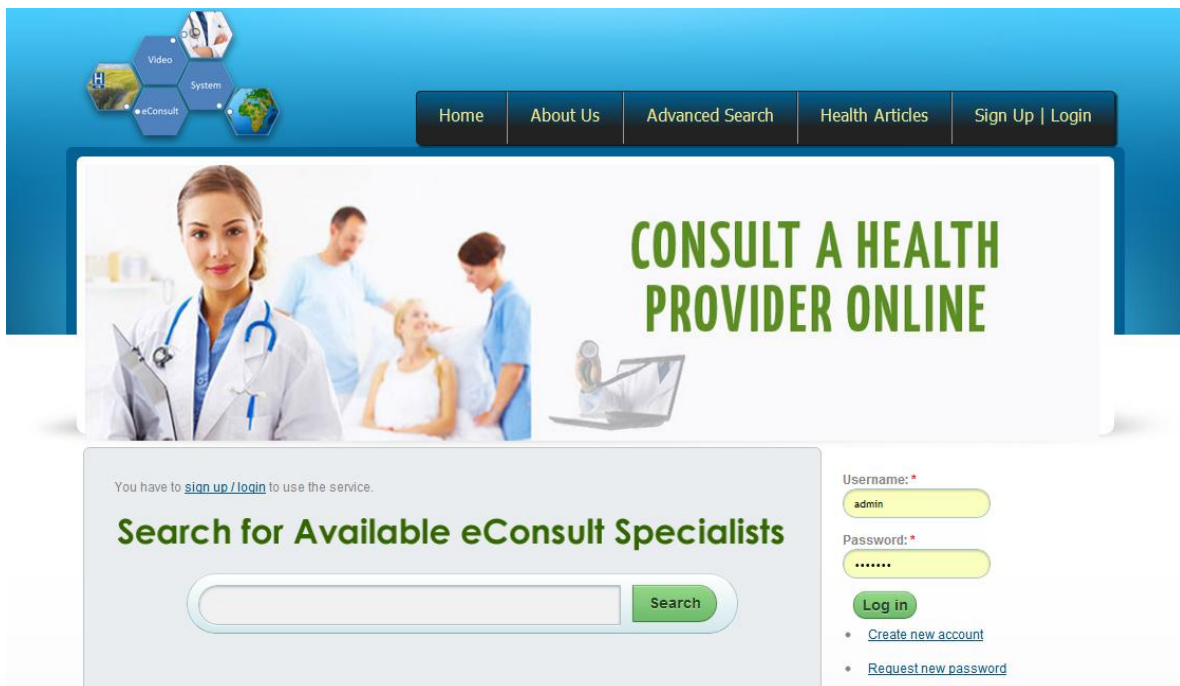 Video
System
H
eConsult
Home
About Us
Advanced Search
Health Articles
Sign Up | Login
CONSULT A HEALTH
PROVIDER ONLINE
You have to sign up / login to use the service.
Search for Available eConsult Specialists
Search
Username: *
admin
Password: *
•••••••
Log in
Create new account
Request new password